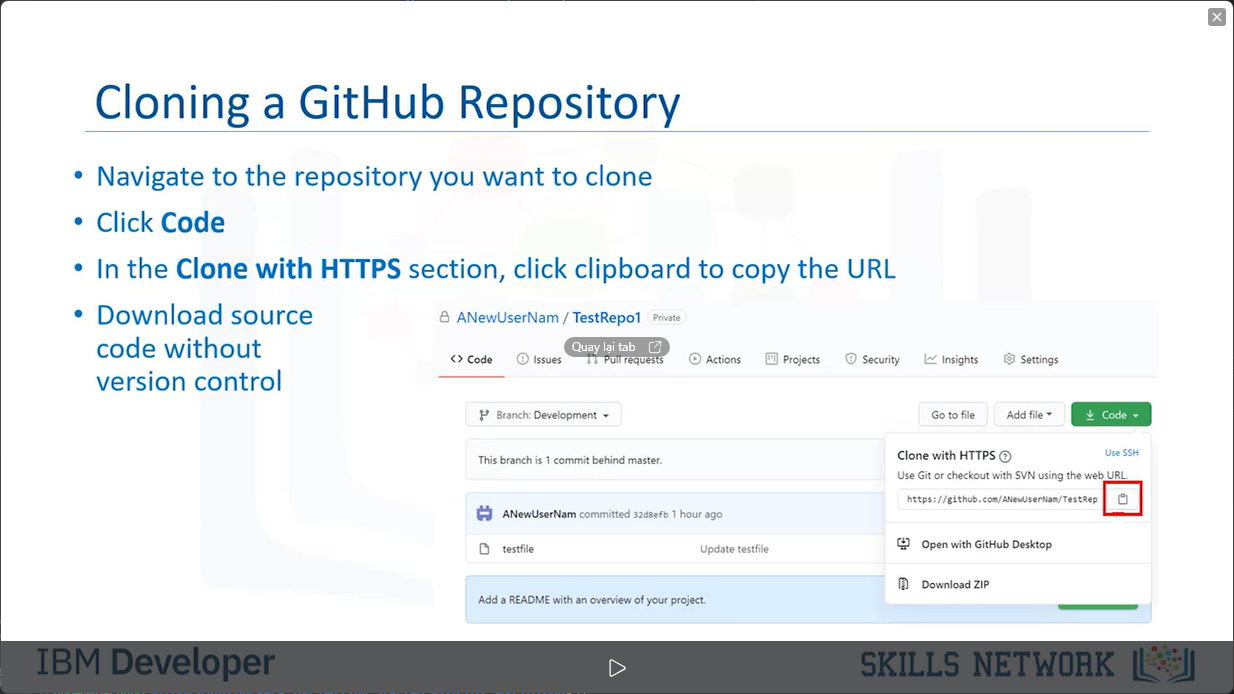 Cloning a GitHub Repository
• Navigate to the repository you want to clone
• Click Code
• In the Clone with HTTPS section, click clipboard to copy the URL
• Download source
code without
version control
ANewUserNam / TestRepo1 Private
Quay lại tab
Code Issues Pull requests Actions Projects Security Insights Settings
Branch: Development Go to file Add file Code
This branch is 1 commit behind master.
Clone with HTTPS Use SSH
Use Git or checkout with SVN using the web URL.
https://github.com/ANewUserNam/TestRep
ANewUserNam committed 32d8efb 1 hour ago
testfile Update testfile
Open with GitHub Desktop
Download ZIP
Add a README with an overview of your project.
IBM Developer
SKILLS NETWORK